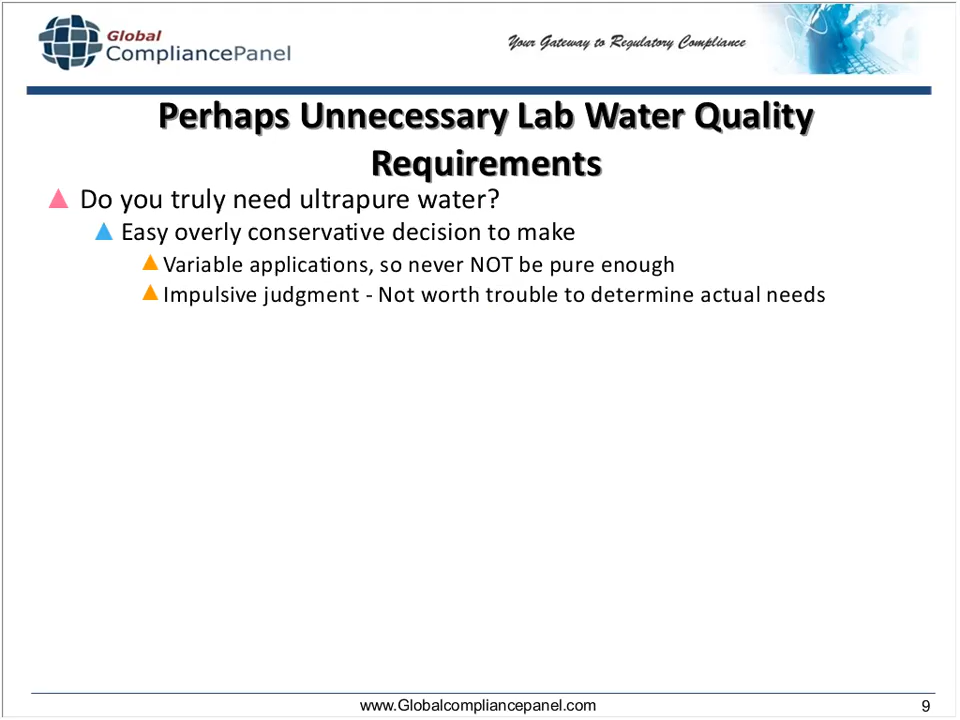 Global
CompliancePanel
Your Gateway to Regulatory Compliance
Perhaps Unnecessary Lab Water Quality
Requirements
Do you truly need ultrapure water?
Easy overly conservative decision to make
Variable applications, so never NOT be pure enough
Impulsive judgment - Not worth trouble to determine actual needs
www.Globalcompliancepanel.com
9